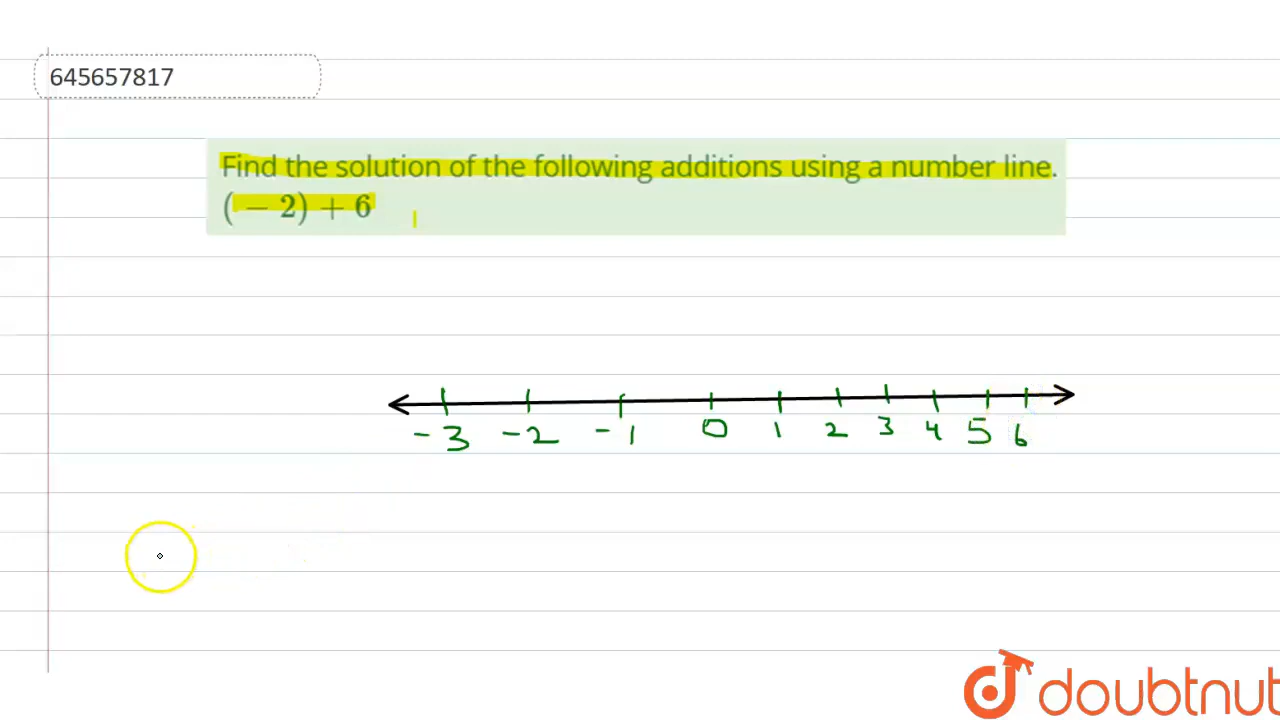 645657817
Find the solution of the following additions using a number line.
(−2)+6
-3 -2 -1 0 1 2 3 4 5 6
doubtnut